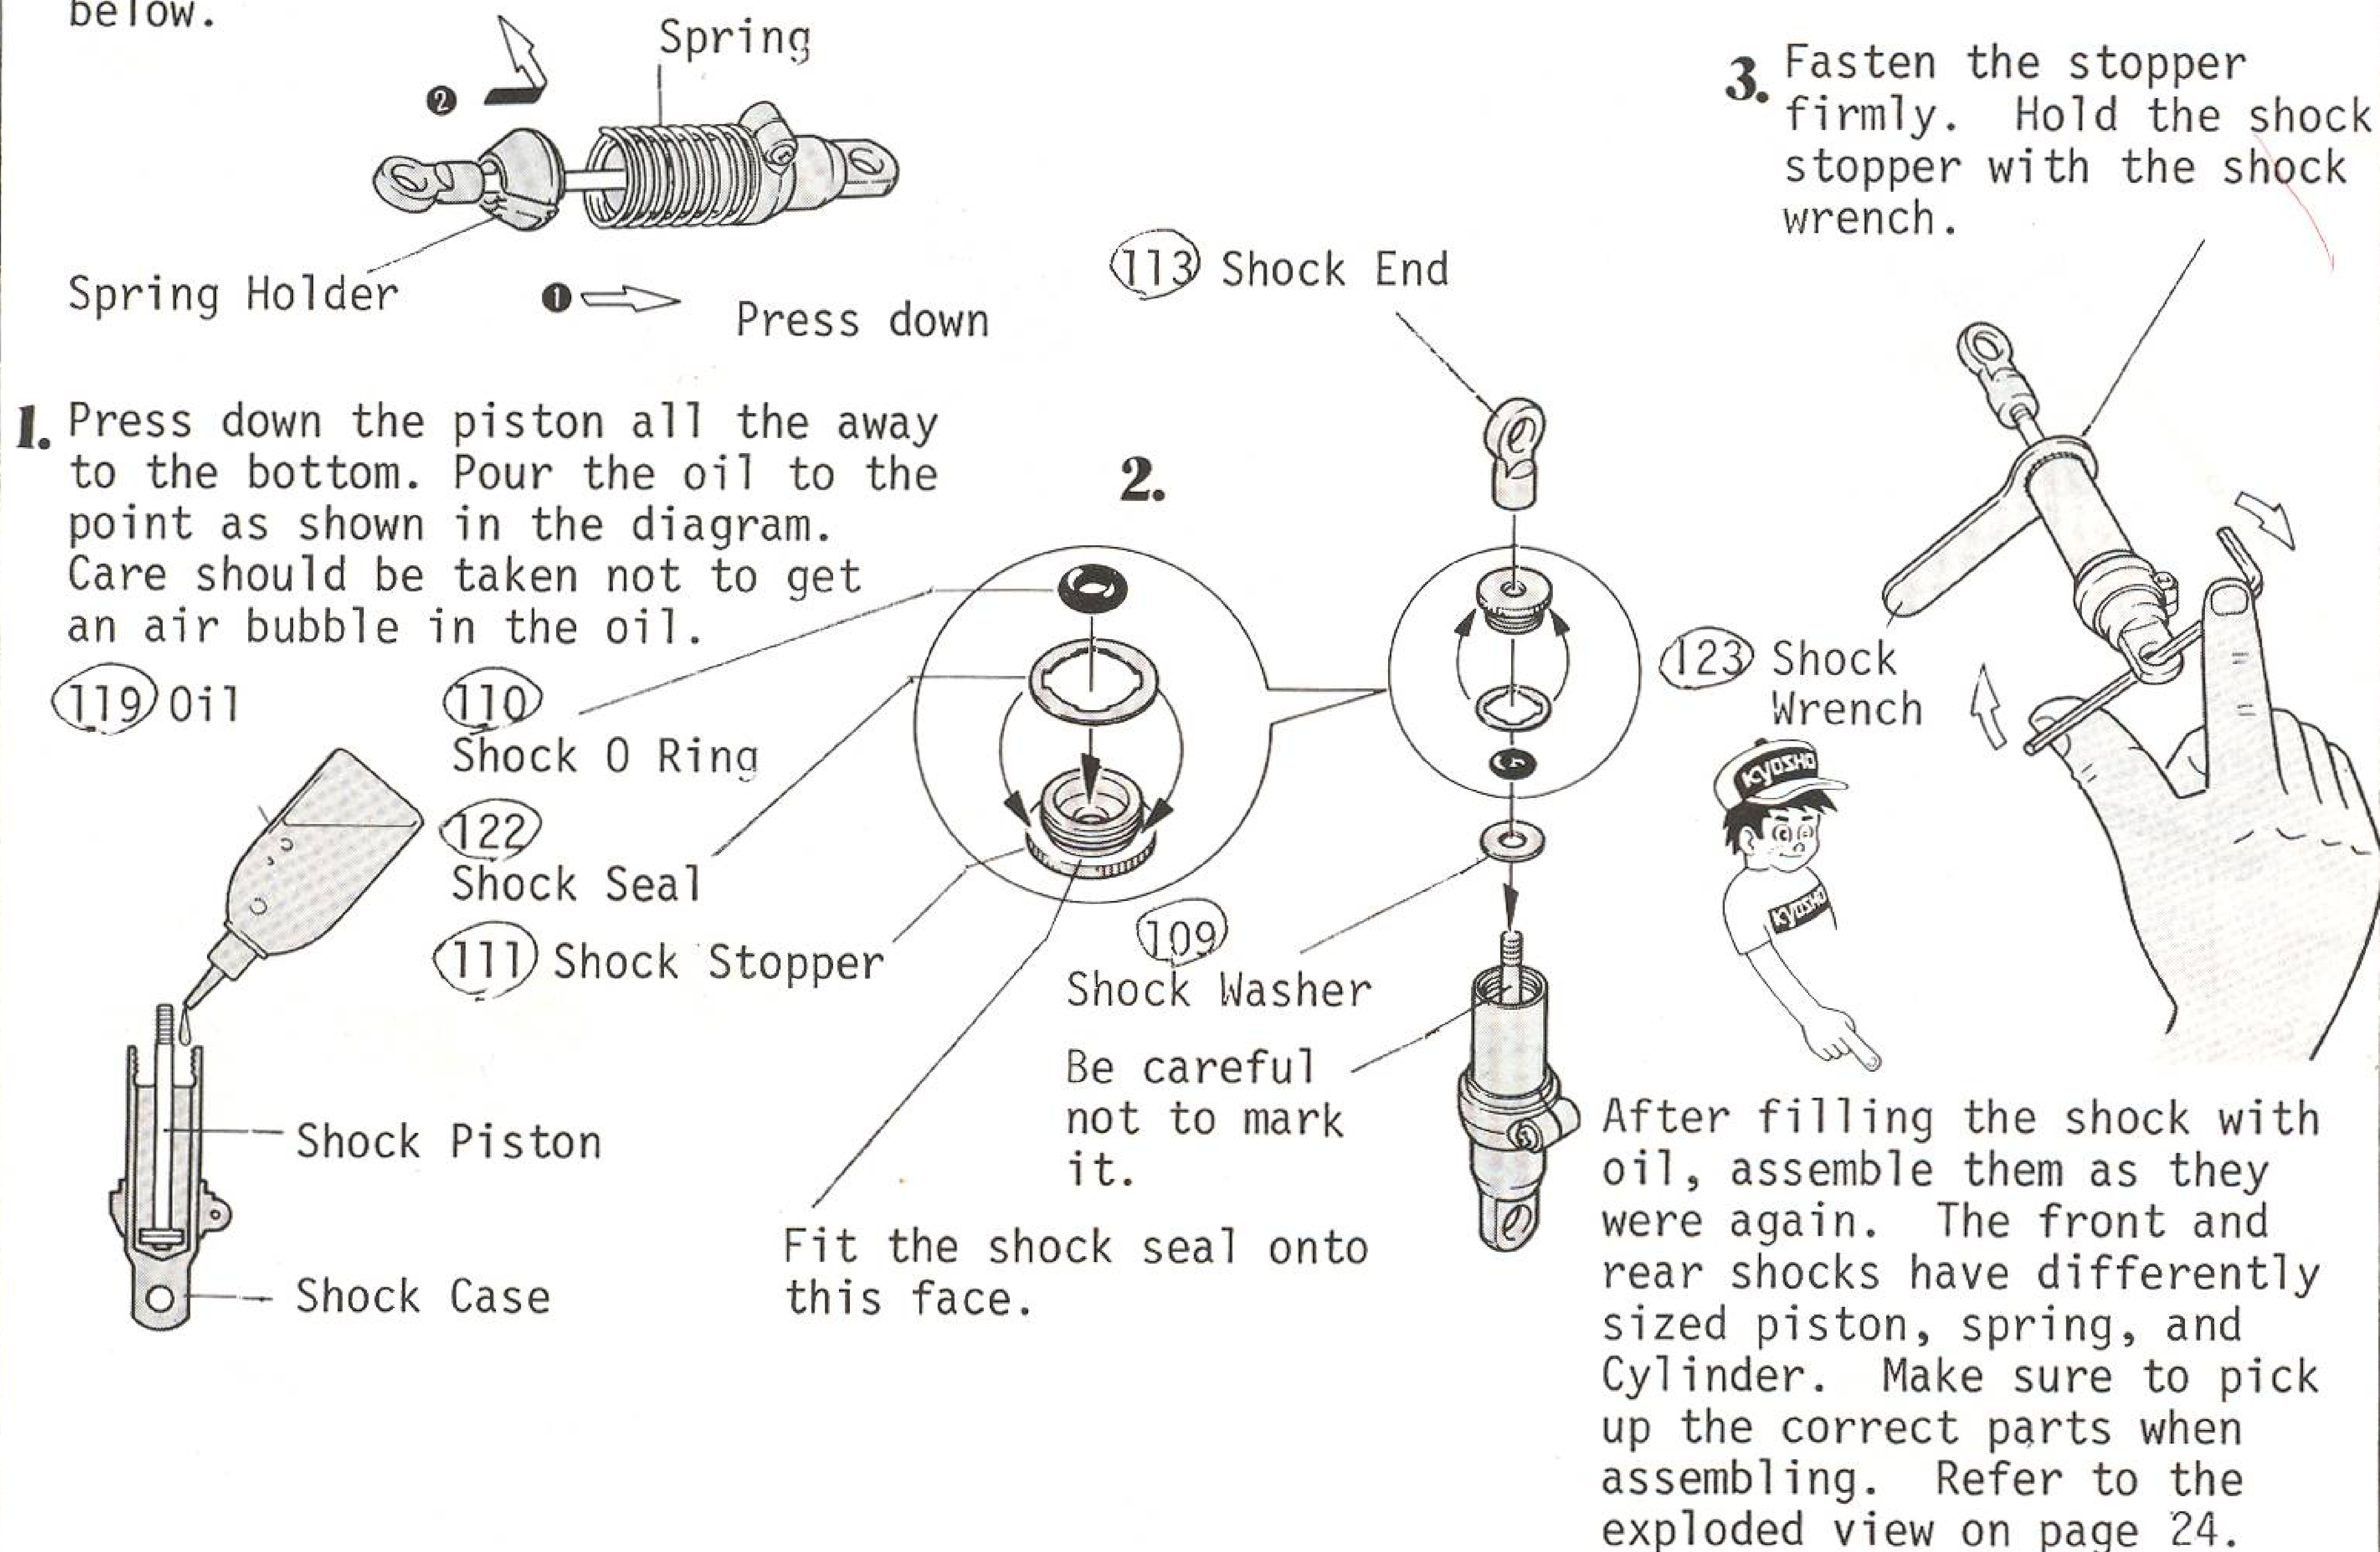 below.
Spring
❷
Spring Holder
❶
Press down
1. Press down the piston all the away
to the bottom. Pour the oil to the
point as shown in the diagram.
Care should be taken not to get
an air bubble in the oil.
119 Oil
110
Shock O Ring
122
Shock Seal
111 Shock Stopper
Shock Piston
Shock Case
2.
113 Shock End
109
Shock Washer
Be careful
not to mark
it.
Fit the shock seal onto
this face.
3. Fasten the stopper
firmly. Hold the shock
stopper with the shock
wrench.
123 Shock
Wrench
KYOSHO
KYOSHO
After filling the shock with
oil, assemble them as they
were again. The front and
rear shocks have differently
sized piston, spring, and
Cylinder. Make sure to pick
up the correct parts when
assembling. Refer to the
exploded view on page 24.